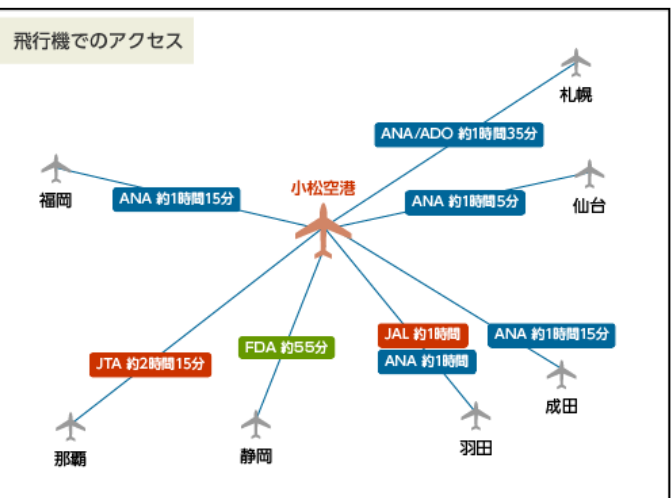 飛行機でのアクセス
札幌
ANA/ADO 約1時間35分
福岡
ANA 約1時間15分
小松空港
ANA 約1時間5分
仙台
JTA 約2時間15分
FDA 約55分
JAL 約1時間
ANA 約1時間
ANA 約1時間15分
成田
那覇
静岡
羽田